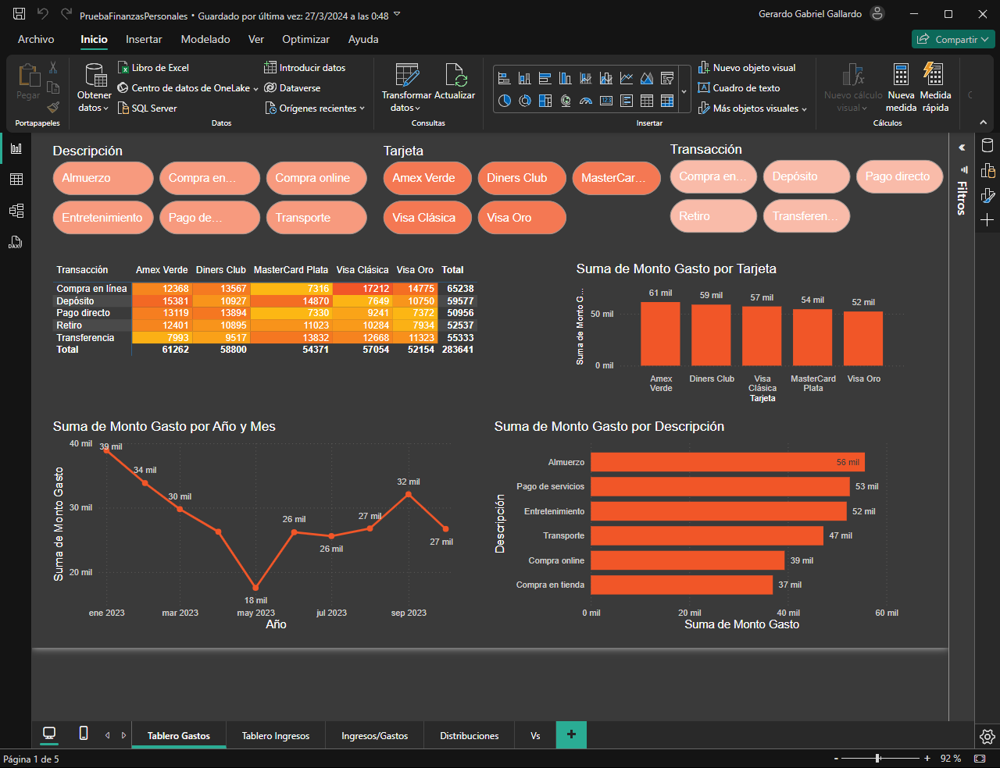 PruebaFinanzasPersonales • Guardado por última vez: 27/3/2024 a las 0:48
Gerardo Gabriel Gallardo
Archivo
Inicio
Insertar
Modelado
Ver
Optimizar
Ayuda
Compartir
Pegar
Portapapeles
Obtener datos
Libro de Excel
Centro de datos de OneLake
SQL Server
Introducir datos
Dataverse
Orígenes recientes
Datos
Transformar datos
Actualizar
Consultas
Insertar
Nuevo objeto visual
Cuadro de texto
Más objetos visuales
Nuevo cálculo visual
Nueva medida
Medida rápida
Cálculos
Descripción
Almuerzo
Compra en...
Compra online
Entretenimiento
Pago de...
Transporte
Tarjeta
Amex Verde
Diners Club
MasterCar...
Visa Clásica
Visa Oro
Transacción
Compra en...
Depósito
Pago directo
Retiro
Transferen...
Filtros
Transacción Amex Verde Diners Club MasterCard Plata Visa Clásica Visa Oro Total
Compra en línea 12368 13567 7316 17212 14775 65238
Depósito 15381 10927 14870 7649 10750 59577
Pago directo 13119 13894 7330 9241 7372 50956
Retiro 12401 10895 11023 10284 7934 52537
Transferencia 7993 9517 13832 12668 11323 55333
Total 61262 58800 54371 57054 52154 283641
Suma de Monto Gasto por Tarjeta
Suma de Monto G...
50 mil
0 mil
61 mil
59 mil
57 mil
54 mil
52 mil
Amex Verde
Diners Club
Visa Clásica
MasterCard Plata
Visa Oro
Tarjeta
Suma de Monto Gasto por Año y Mes
Suma de Monto Gasto
40 mil
30 mil
20 mil
39 mil
34 mil
30 mil
18 mil
26 mil
26 mil
27 mil
32 mil
27 mil
ene 2023
mar 2023
may 2023
jul 2023
sep 2023
Año
Suma de Monto Gasto por Descripción
Descripción
Almuerzo 56 mil
Pago de servicios 53 mil
Entretenimiento 52 mil
Transporte 47 mil
Compra online 39 mil
Compra en tienda 37 mil
0 mil
20 mil
40 mil
60 mil
Suma de Monto Gasto
Tablero Gastos
Tablero Ingresos
Ingresos/Gastos
Distribuciones
Vs
Página 1 de 5
92 %